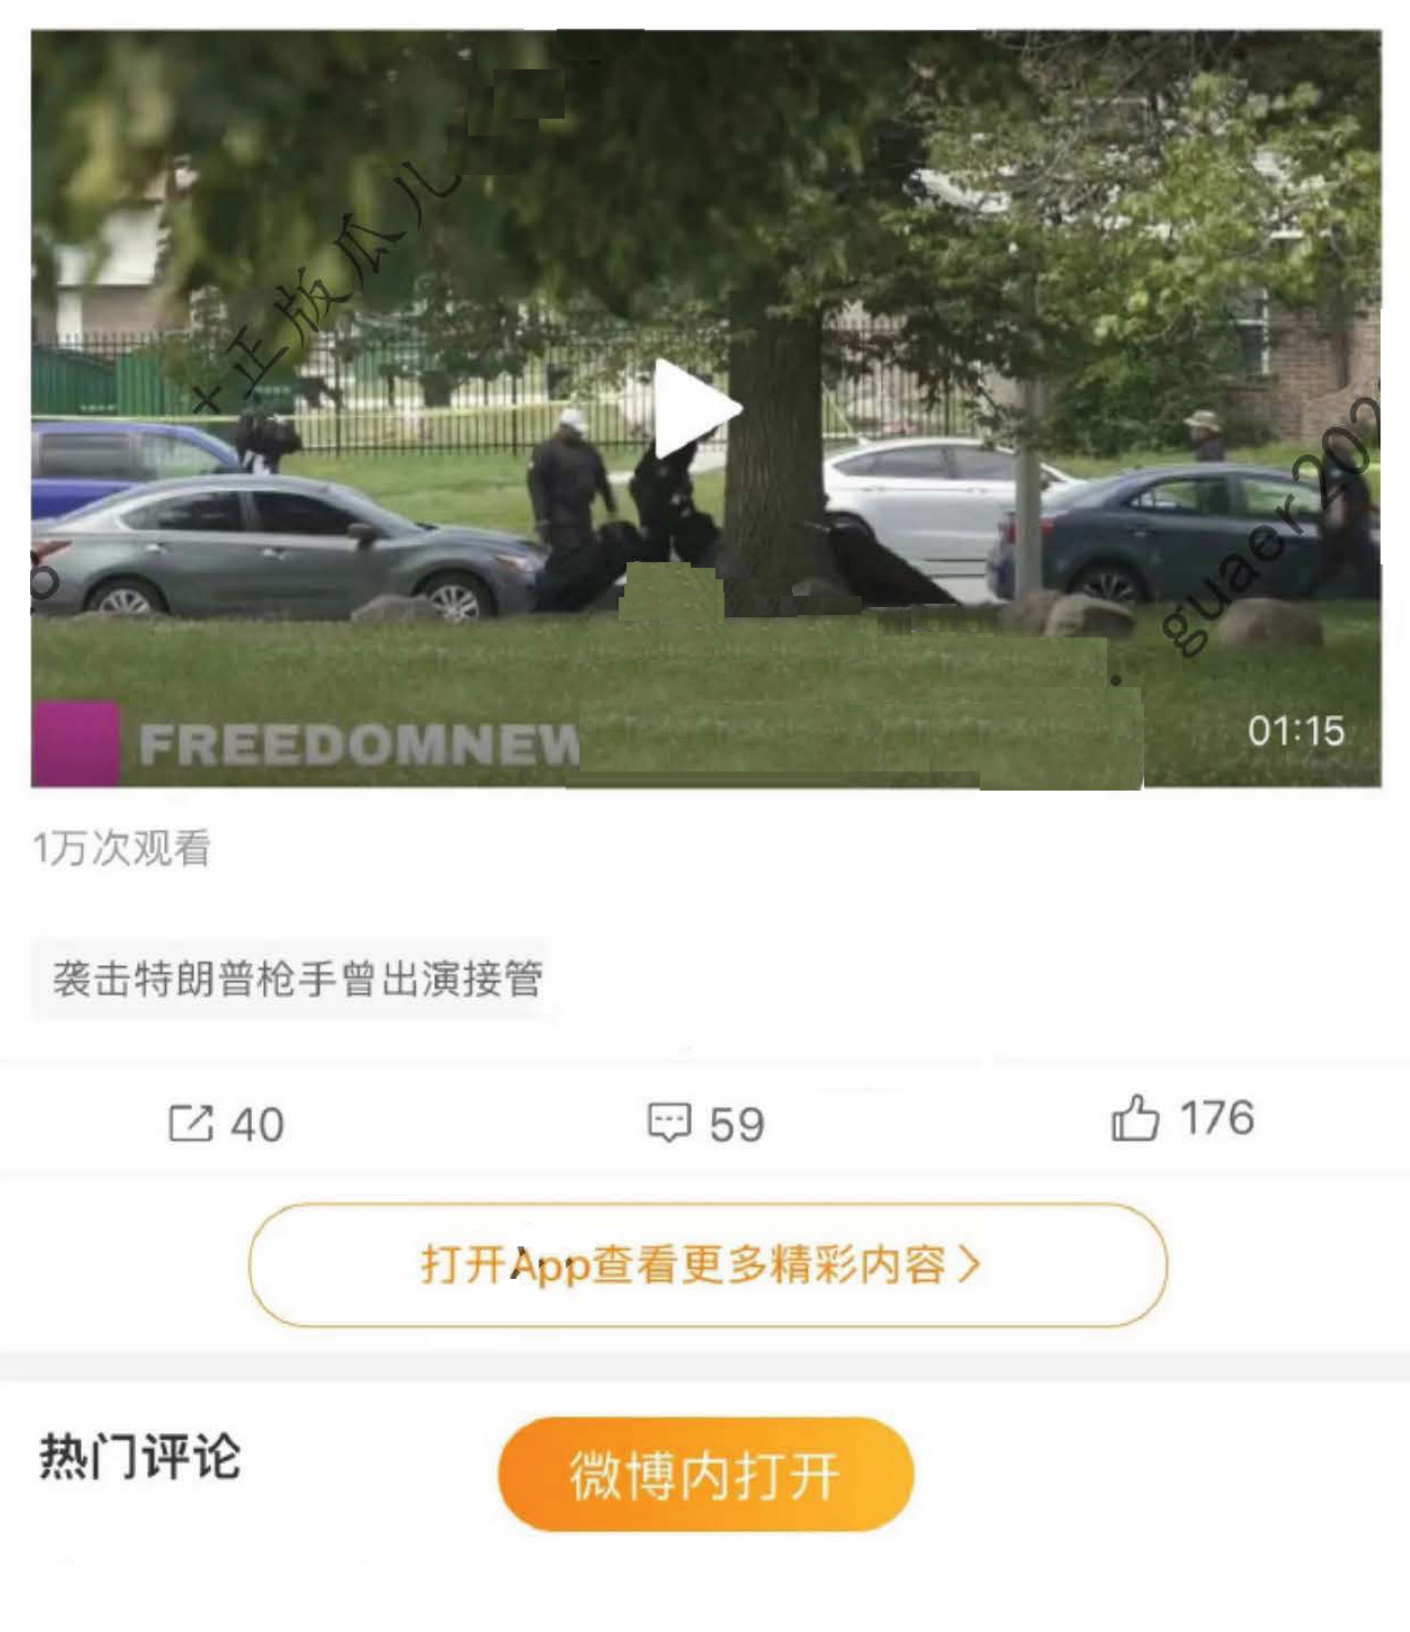 +正版瓜儿
guaer202
FREEDOMNEW
01:15
1万次观看
袭击特朗普枪手曾出演接管
40
59
176
打开App查看更多精彩内容
热门评论
微博内打开